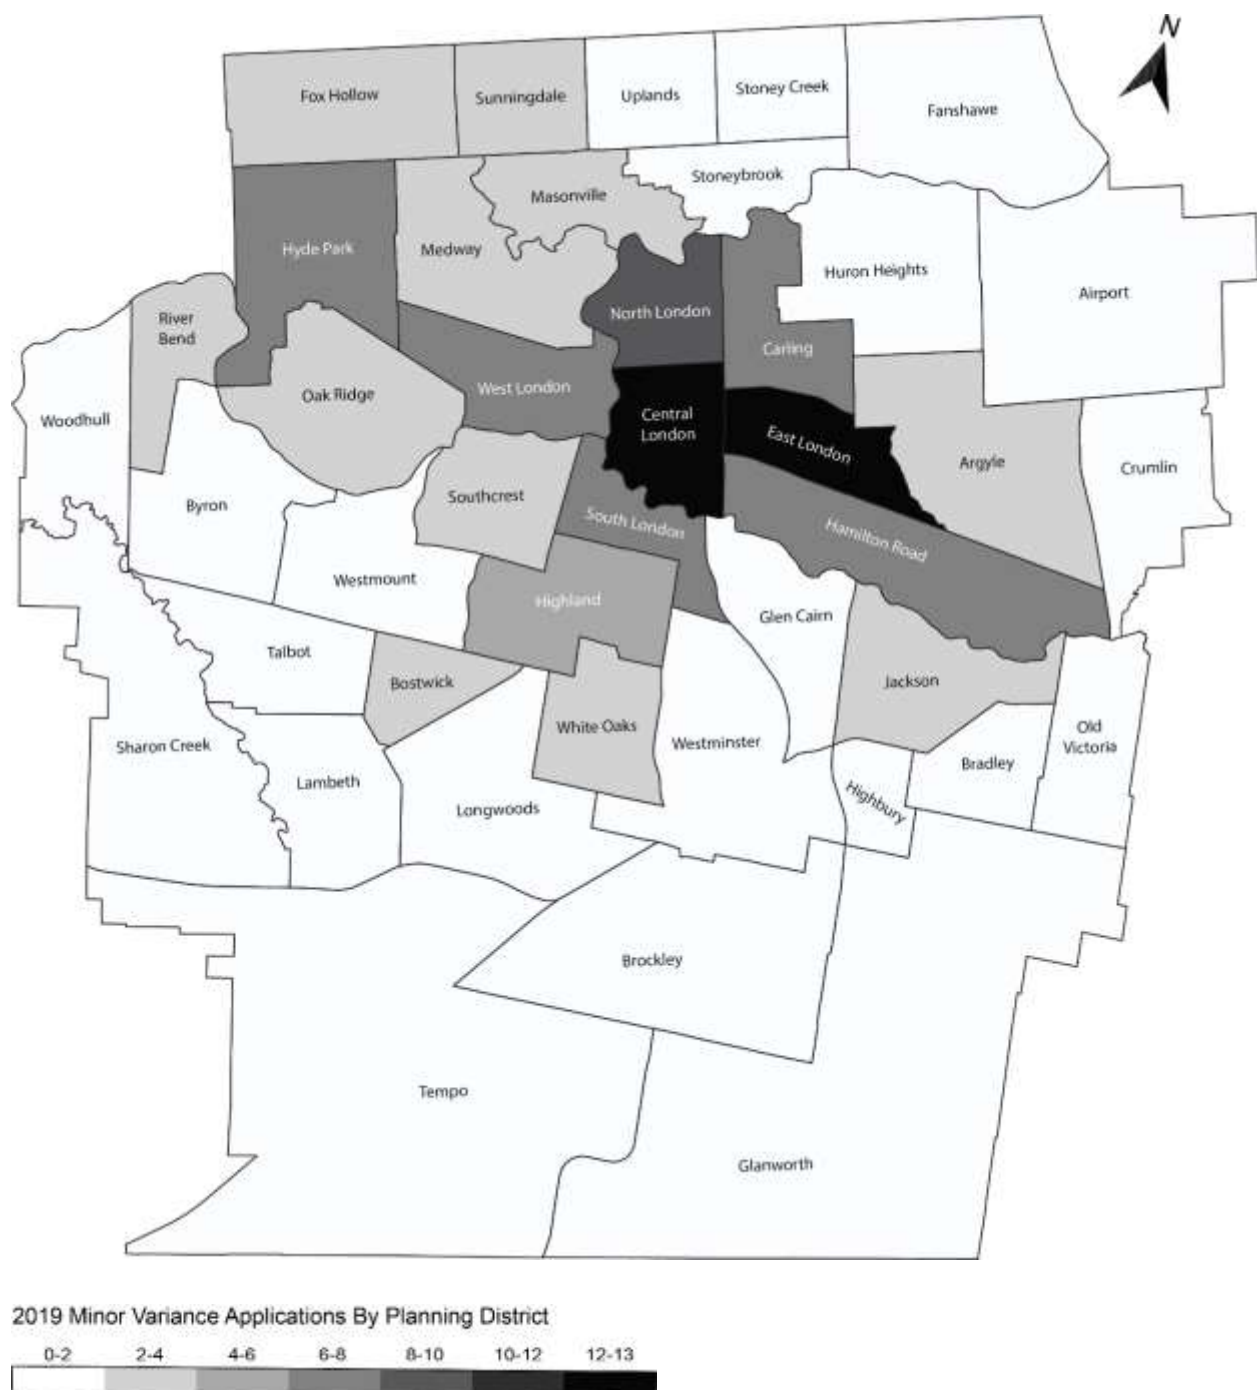 N
Fox Hollow
Sunningdale
Uplands
Stoney Creek
Fanshawe
Stoneybrook
Masonville
Hyde Park
Medway
Huron Heights
Airport
River
Bend
North London
Carling
Woodhull
Oak Ridge
West London
Central
London
East London
Argyle
Crumlin
Byron
Southcrest
South London
Hamilton Road
Westmount
Highland
Glen Cairn
Talbot
Bostwick
Jackson
White Oaks
Westminster
Old
Victoria
Sharon Creek
Bradley
Lambeth
Longwoods
Highbury
Brockley
Tempo
Glanworth
2019 Minor Variance Applications By Planning District
0-2 2-4 4-6 6-8 8-10 10-12 12-13